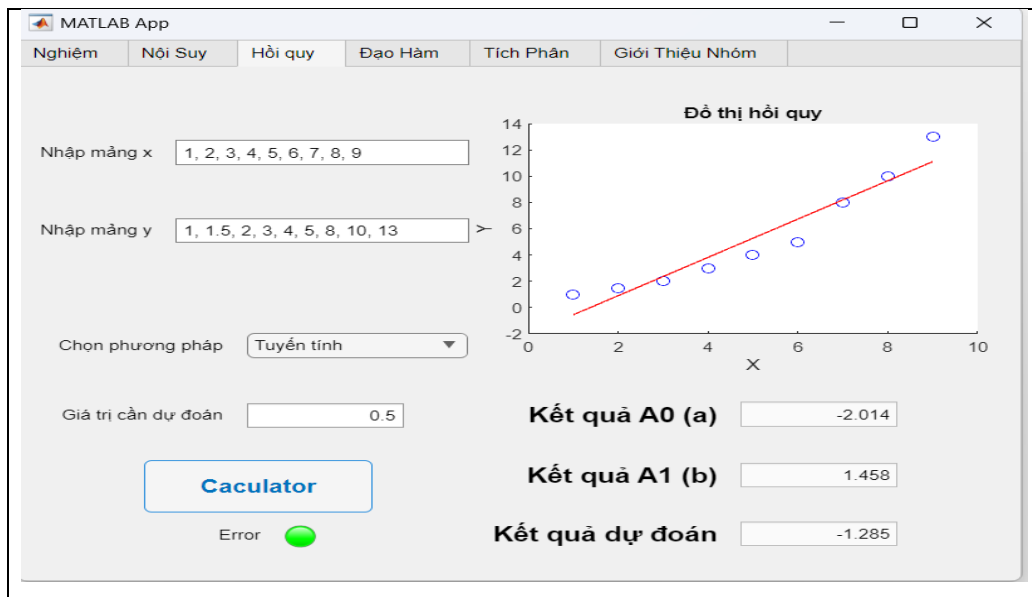 MATLAB App
Nghiệm Nội Suy Hồi quy Đạo Hàm Tích Phân Giới Thiệu Nhóm
Nhập mảng x 1, 2, 3, 4, 5, 6, 7, 8, 9
Nhập mảng y 1, 1.5, 2, 3, 4, 5, 8, 10, 13
Chọn phương pháp Tuyến tính
Giá trị cần dự đoán 0.5
Caculator
Error
Đồ thị hồi quy
14
12
10
8
6
4
2
0
-2
Y
0 2 4 6 8 10
X
Kết quả A0 (a) -2.014
Kết quả A1 (b) 1.458
Kết quả dự đoán -1.285